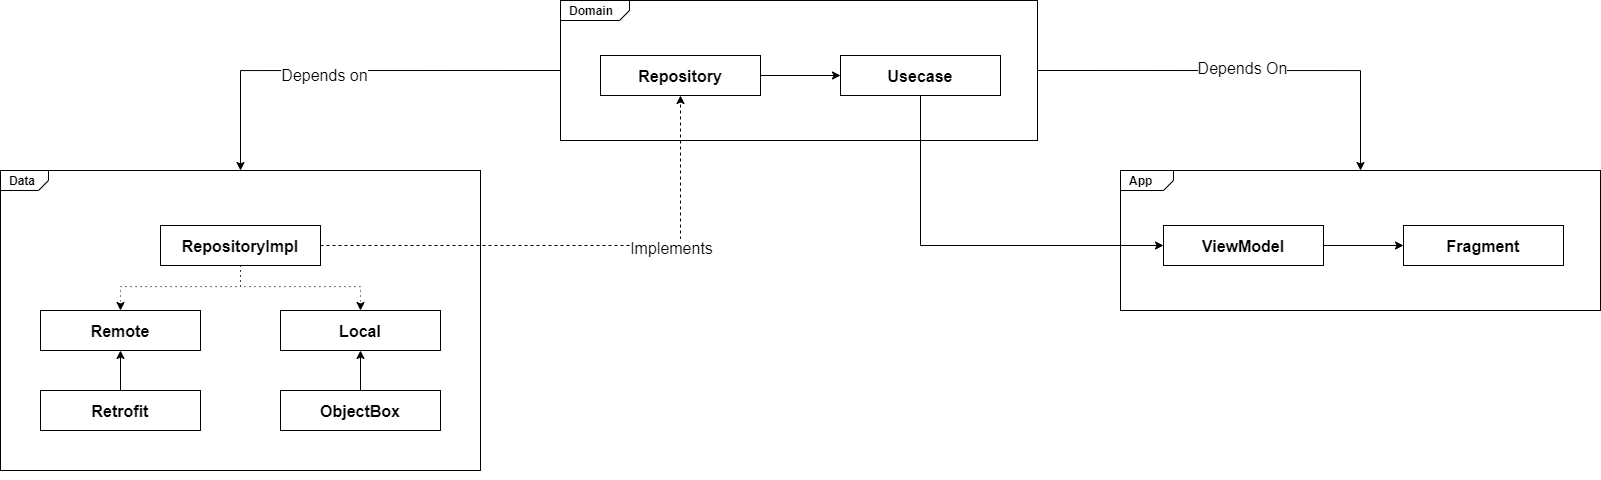 Domain
Repository
Usecase
Depends on
Depends On
Data
App
RepositoryImpl
Implements
ViewModel
Fragment
Remote
Local
Retrofit
ObjectBox